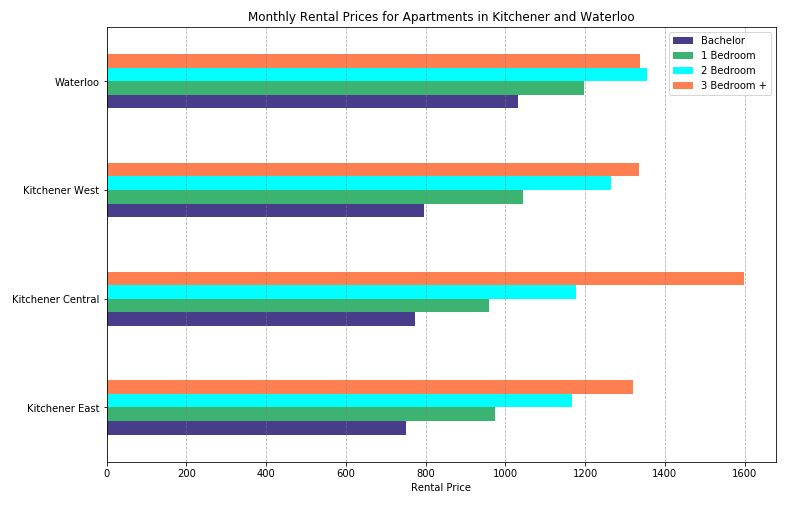 Monthly Rental Prices for Apartments in Kitchener and Waterloo
Bachelor
1 Bedroom
2 Bedroom
3 Bedroom +
Waterloo
Kitchener West
Kitchener Central
Kitchener East
0 200 400 600 800 1000 1200 1400 1600
Rental Price